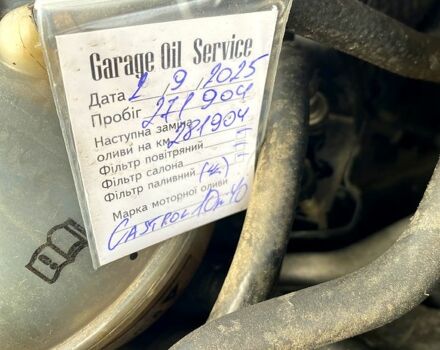 Garage Oil Service
Дата 2 , 9 , 2025
Пробіг 271904
Наступна заміна
оливи на км 281904
Фільтр повітряний
Фільтр салона
Фільтр паливний
Марка моторної оливи
CASTROL 10w40